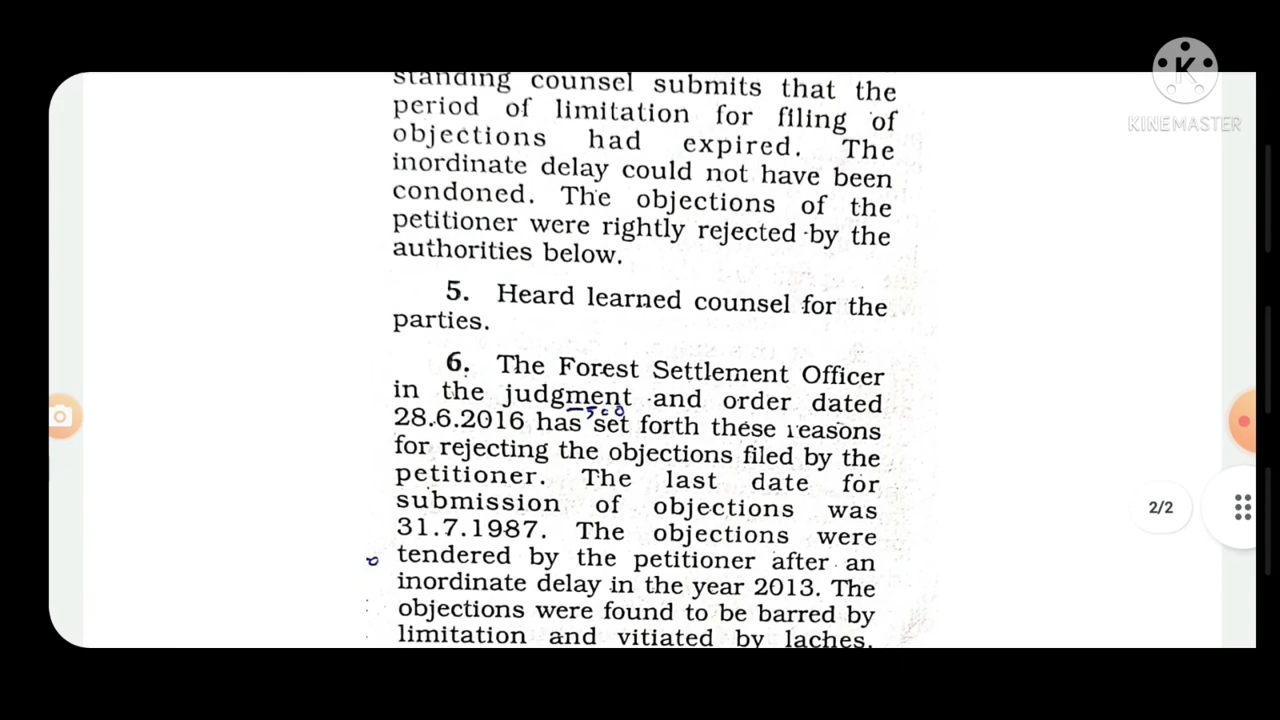 standing counsel submits that the
period of limitation for filing of
objections had expired. The
inordinate delay could not have been
condoned. The objections of the
petitioner were rightly rejected by the
authorities below.
5. Heard learned counsel for the
parties.
6. The Forest Settlement Officer
in the judgment and order dated
28.6.2016 has set forth these reasons
for rejecting the objections filed by the
petitioner. The last date for
submission of objections was
31.7.1987. The objections were
tendered by the petitioner after an
inordinate delay in the year 2013. The
objections were found to be barred by
limitation and vitiated by laches.
K
KINEMASTER
2/2